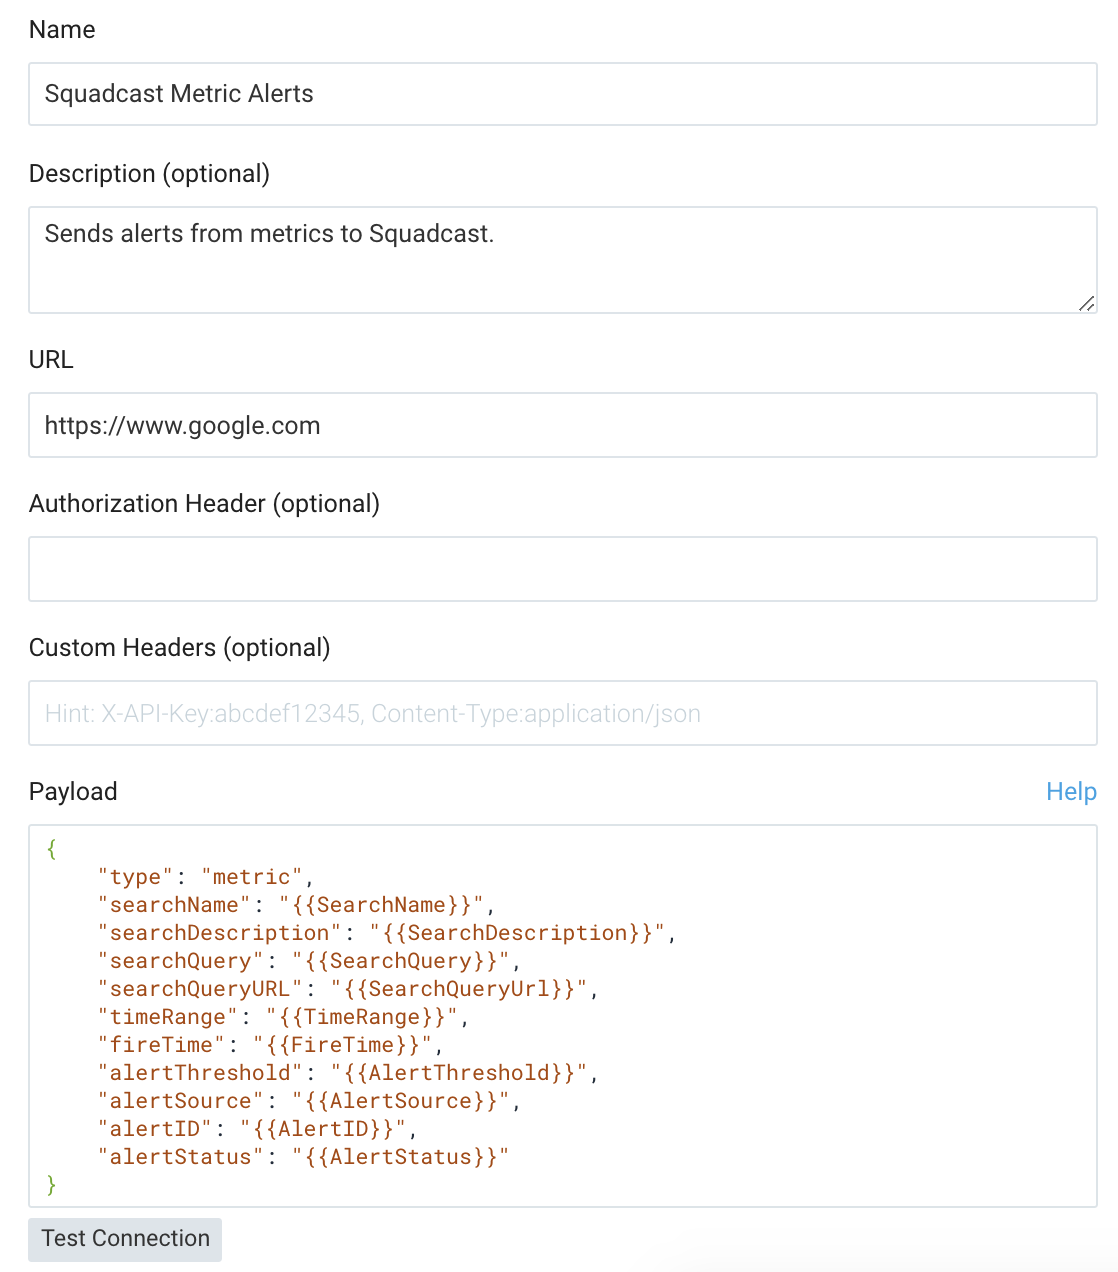 Name
Squadcast Metric Alerts
Description (optional)
Sends alerts from metrics to Squadcast.
URL
https://www.google.com
Authorization Header (optional)
Custom Headers (optional)
Hint: X-API-Key:abcdef12345, Content-Type:application/json
Payload Help
{
    "type": "metric",
    "searchName": "{{SearchName}}",
    "searchDescription": "{{SearchDescription}}",
    "searchQuery": "{{SearchQuery}}",
    "searchQueryURL": "{{SearchQueryUrl}}",
    "timeRange": "{{TimeRange}}",
    "fireTime": "{{FireTime}}",
    "alertThreshold": "{{AlertThreshold}}",
    "alertSource": "{{AlertSource}}",
    "alertID": "{{AlertID}}",
    "alertStatus": "{{AlertStatus}}"
}
Test Connection